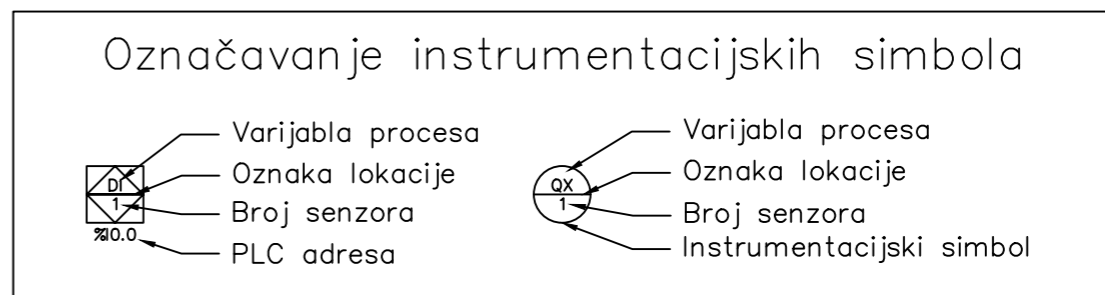 Označavanje instrumentacijskih simbola
Varijabla procesa
Oznaka lokacije
Broj senzora
PLC adresa
DI
1
%I0.0
Varijabla procesa
Oznaka lokacije
Broj senzora
Instrumentacijski simbol
QX
1